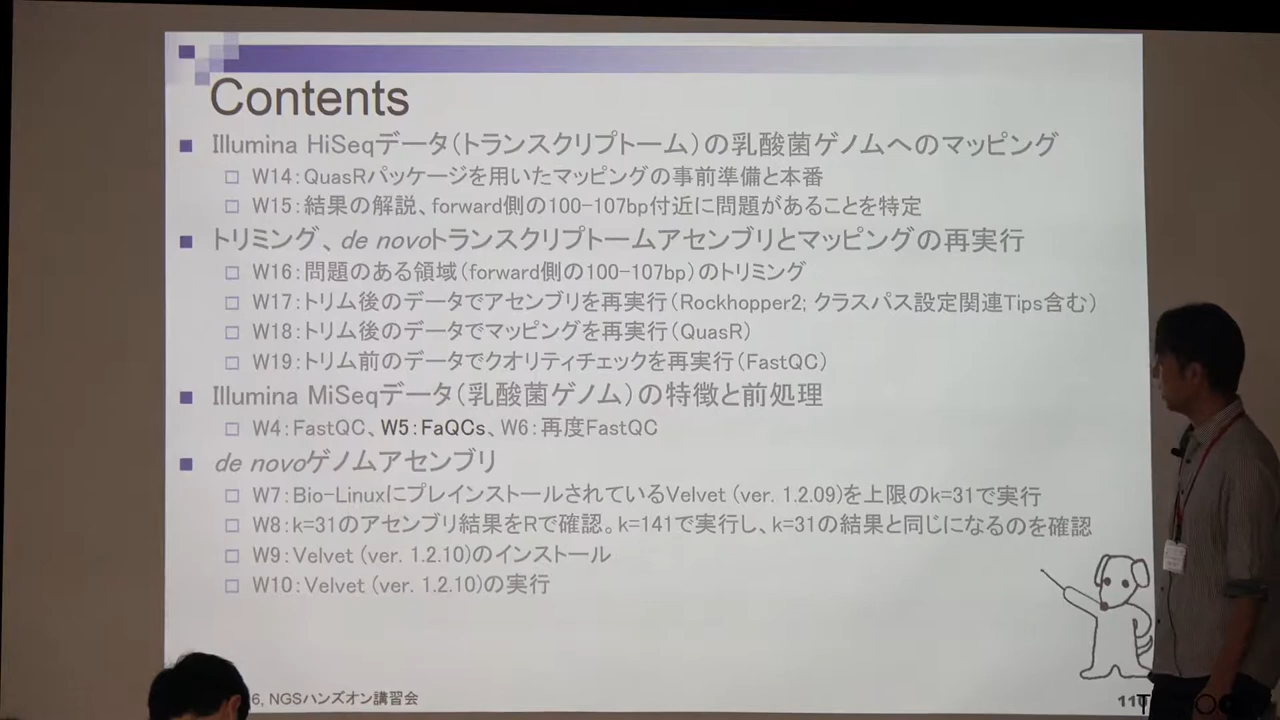 Contents
Illumina HiSeqデータ（トランスクリプトーム）の乳酸菌ゲノムへのマッピング
W14：QuasRパッケージを用いたマッピングの事前準備と本番
W15：結果の解説、forward側の100-107bp付近に問題があることを特定
トリミング、de novoトランスクリプトームアセンブリとマッピングの再実行
W16：問題のある領域（forward側の100-107bp）のトリミング
W17：トリム後のデータでアセンブリを再実行（Rockhopper2; クラスパス設定関連Tips含む）
W18：トリム後のデータでマッピングを再実行（QuasR）
W19：トリム前のデータでクオリティチェックを再実行（FastQC）
Illumina MiSeqデータ（乳酸菌ゲノム）の特徴と前処理
W4：FastQC、W5：FaQCs、W6：再度FastQC
de novoゲノムアセンブリ
W7：Bio-LinuxにプレインストールされているVelvet (ver. 1.2.09)を上限のk=31で実行
W8：k=31のアセンブリ結果をRで確認。k=141で実行し、k=31の結果と同じになるのを確認
W9：Velvet (ver. 1.2.10)のインストール
W10：Velvet (ver. 1.2.10)の実行
6, NGSハンズオン講習会